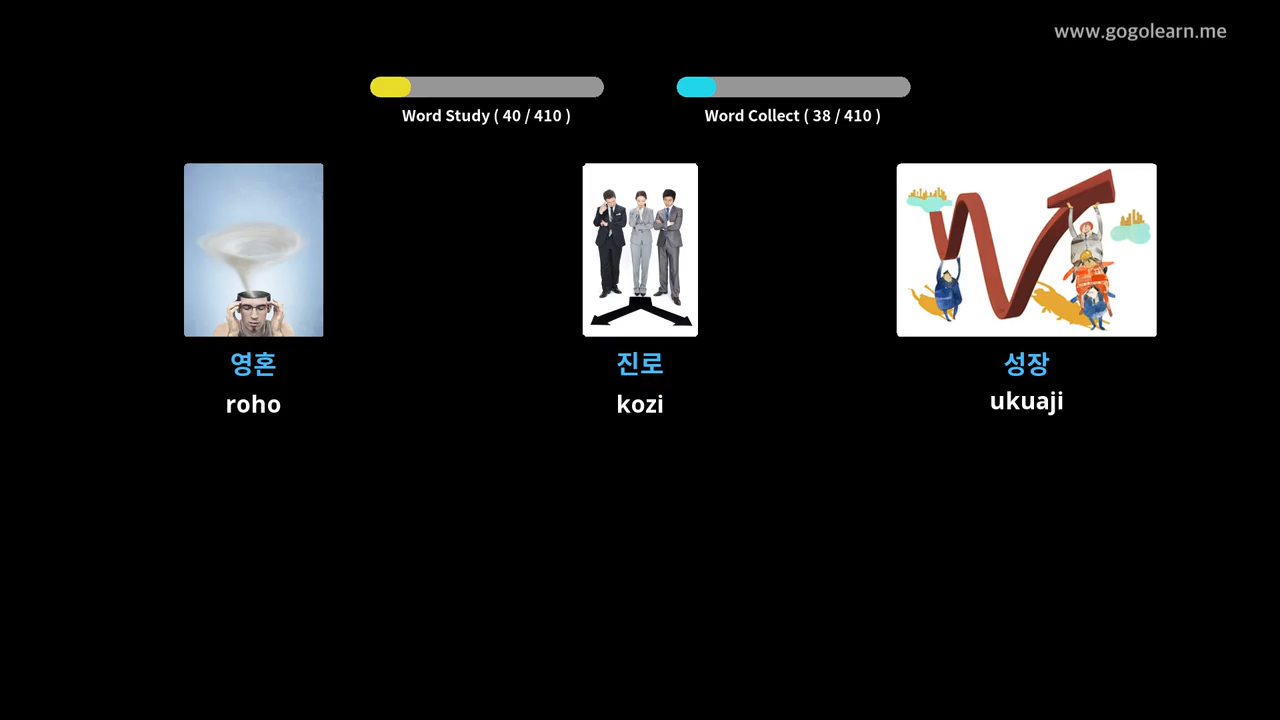 www.gogolearn.me
Word Study ( 40 / 410 )
Word Collect ( 38 / 410 )
영혼
roho
진로
kozi
성장
ukuaji